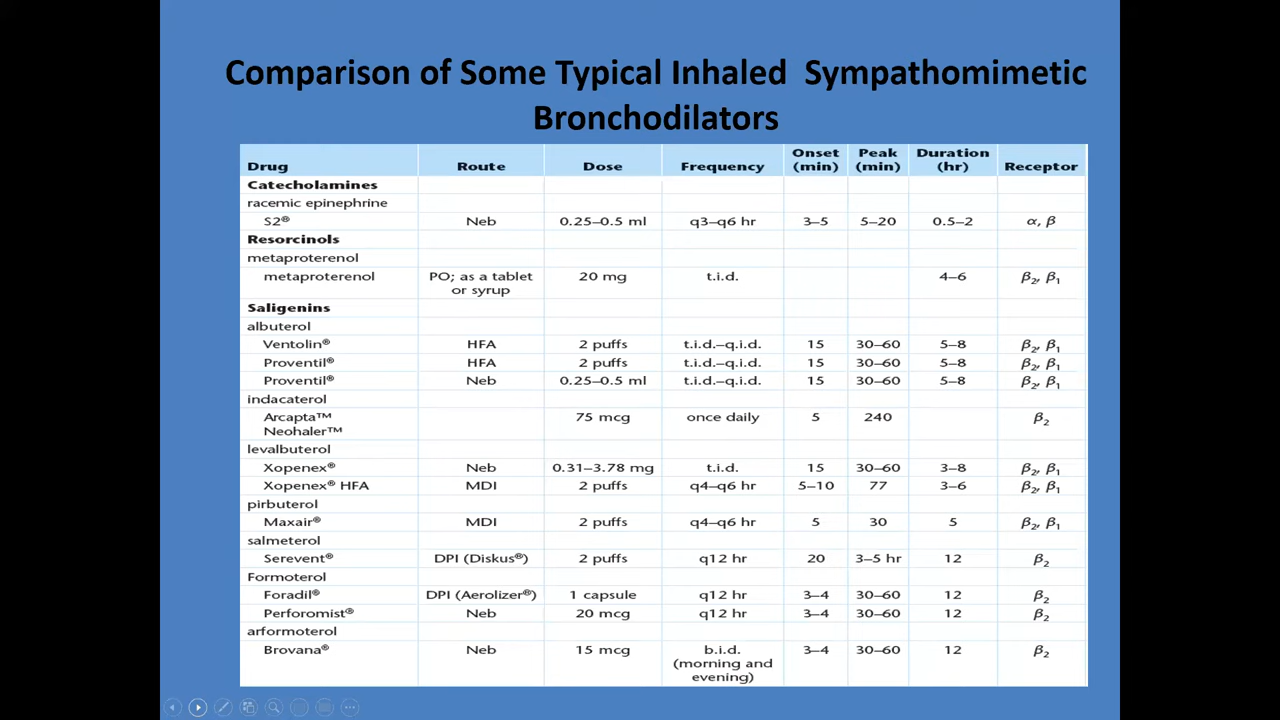 Comparison of Some Typical Inhaled Sympathomimetic
Bronchodilators
Drug Route Dose Frequency Onset (min) Peak (min) Duration (hr) Receptor
Catecholamines
racemic epinephrine
S2® Neb 0.25–0.5 ml q3–q6 hr 3–5 5–20 0.5–2 α, β
Resorcinols
metaproterenol
metaproterenol PO; as a tablet or syrup 20 mg t.i.d. 4–6 β₂, β₁
Saligenins
albuterol
Ventolin® HFA 2 puffs t.i.d.–q.i.d. 15 30–60 5–8 β₂, β₁
Proventil® HFA 2 puffs t.i.d.–q.i.d. 15 30–60 5–8 β₂, β₁
Proventil® Neb 0.25–0.5 ml t.i.d.–q.i.d. 15 30–60 5–8 β₂, β₁
indacaterol
Arcapta™ Neohaler™ 75 mcg once daily 5 240 β₂
levalbuterol
Xopenex® Neb 0.31–3.78 mg t.i.d. 15 30–60 3–8 β₂, β₁
Xopenex® HFA MDI 2 puffs q4–q6 hr 5–10 77 3–6 β₂, β₁
pirbuterol
Maxair® MDI 2 puffs q4–q6 hr 5 30 5 β₂, β₁
salmeterol
Serevent® DPI (Diskus®) 2 puffs q12 hr 20 3–5 hr 12 β₂
Formoterol
Foradil® DPI (Aerolizer®) 1 capsule q12 hr 3–4 30–60 12 β₂
Perforomist® Neb 20 mcg q12 hr 3–4 30–60 12 β₂
arformoterol
Brovana® Neb 15 mcg b.i.d. (morning and evening) 3–4 30–60 12 β₂